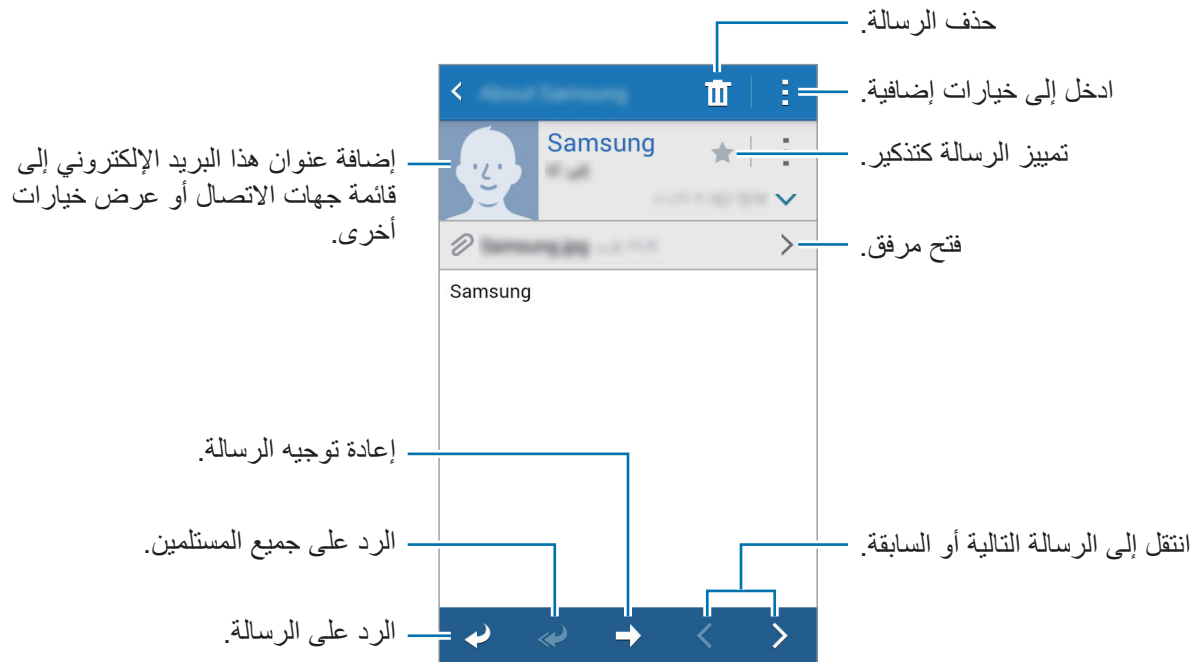 حذف الرسالة.
ادخل إلى خيارات إضافية.
Samsung
تمييز الرسالة كتذكير.
إضافة عنوان هذا البريد الإلكتروني إلى
قائمة جهات الاتصال أو عرض خيارات
أخرى.
فتح مرفق.
Samsung
إعادة توجيه الرسالة.
الرد على جميع المستلمين.
انتقل إلى الرسالة التالية أو السابقة.
الرد على الرسالة.